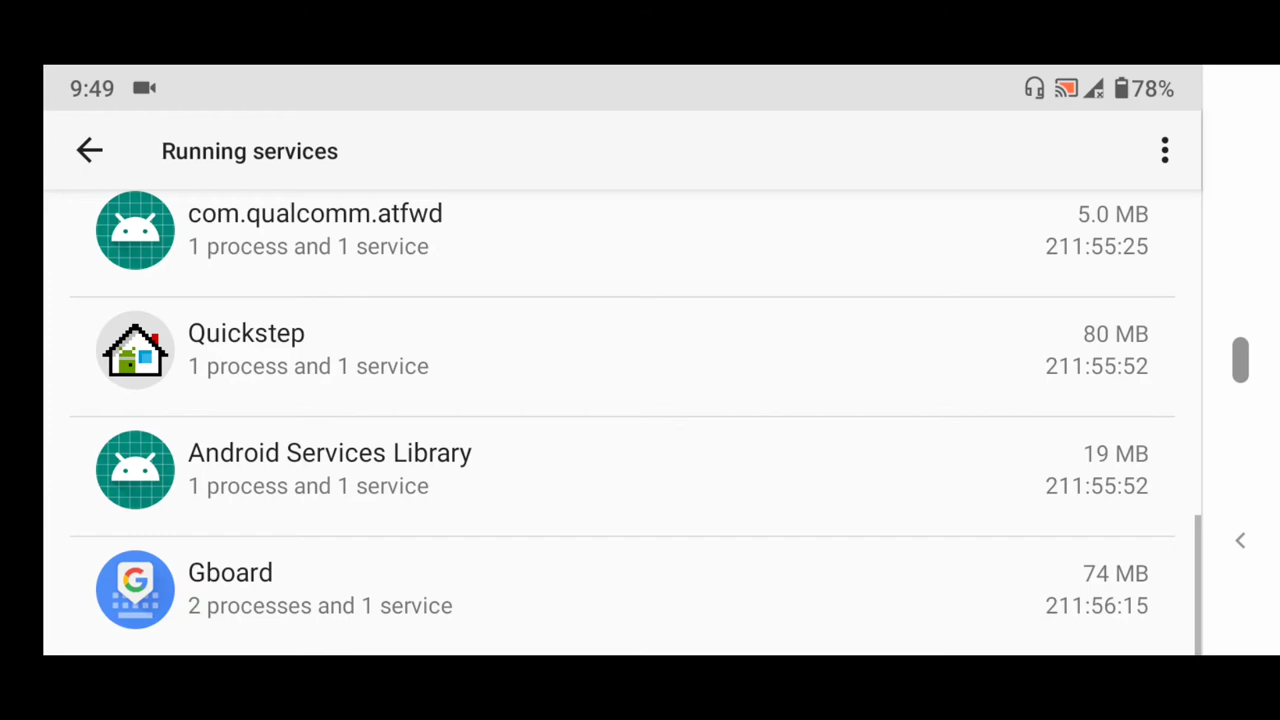 9:49 78%
Running services
com.qualcomm.atfwd 5.0 MB
1 process and 1 service 211:55:25
Quickstep 80 MB
1 process and 1 service 211:55:52
Android Services Library 19 MB
1 process and 1 service 211:55:52
Gboard 74 MB
2 processes and 1 service 211:56:15